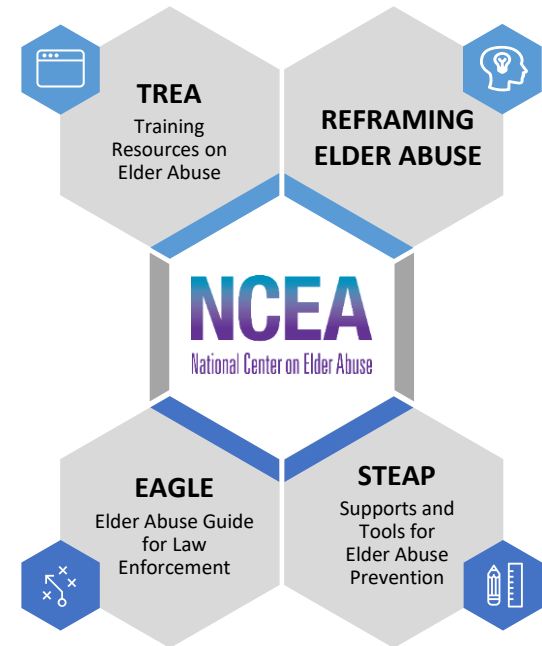 TREA
Training
Resources on
Elder Abuse
REFRAMING
ELDER ABUSE
NCEA
National Center on Elder Abuse
EAGLE
Elder Abuse Guide
for Law
Enforcement
STEAP
Supports and
Tools for
Elder Abuse
Prevention